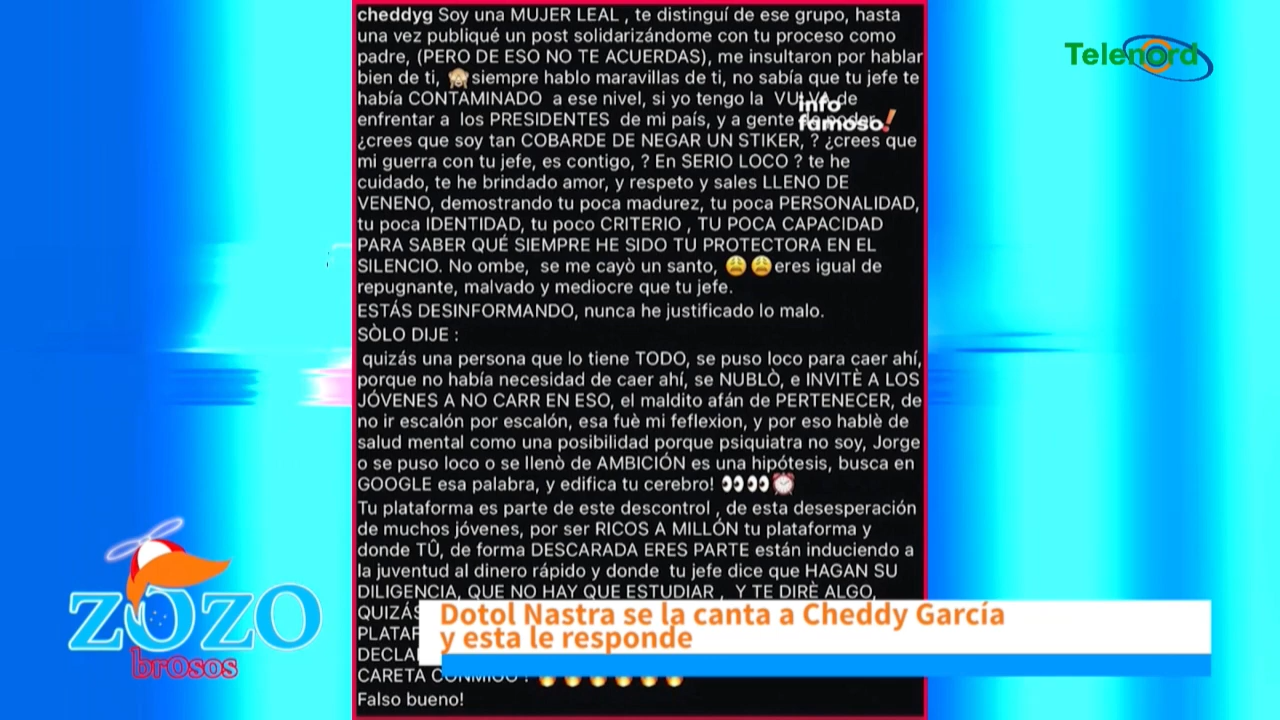 cheddyg Soy una MUJER LEAL , te distinguí de ese grupo, hasta
una vez publiqué un post solidarizándome con tu proceso como
padre, (PERO DE ESO NO TE ACUERDAS), me insultaron por hablar
bien de ti, 🙈siempre hablo maravillas de ti, no sabía que tu jefe te
había CONTAMINADO a ese nivel, si yo tengo la VULVA de
enfrentar a los PRESIDENTES de mi país, y a gente de poder
¿crees que soy tan COBARDE DE NEGAR UN STIKER, ? ¿crees que
mi guerra con tu jefe, es contigo, ? En SERIO LOCO ? te he
cuidado, te he brindado amor, y respeto y sales LLENO DE
VENENO, demostrando tu poca madurez, tu poca PERSONALIDAD,
tu poca IDENTIDAD, tu poco CRITERIO , TU POCA CAPACIDAD
PARA SABER QUÉ SIEMPRE HE SIDO TU PROTECTORA EN EL
SILENCIO. No ombe, se me cayò un santo, 😩😩eres igual de
repugnante, malvado y mediocre que tu jefe.
ESTÁS DESINFORMANDO, nunca he justificado lo malo.
SÒLO DIJE :
quizás una persona que lo tiene TODO, se puso loco para caer ahí,
porque no había necesidad de caer ahí, se NUBLÒ, e INVITÈ A LOS
JÓVENES A NO CARR EN ESO, el maldito afán de PERTENECER, de
no ir escalón por escalón, esa fuè mi feflexion, y por eso hablè de
salud mental como una posibilidad porque psiquiatra no soy, Jorge
o se puso loco o se llenò de AMBICIÓN es una hipótesis, busca en
GOOGLE esa palabra, y edifica tu cerebro! 👀👀⏰
Tu plataforma es parte de este descontrol , de esta desesperación
de muchos jóvenes, por ser RICOS A MILLÓN tu plataforma y
donde TÛ, de forma DESCARADA ERES PARTE están induciendo a
la juventud al dinero rápido y donde tu jefe dice que HAGAN SU
DILIGENCIA, QUE NO HAY QUE ESTUDIAR , Y TE DIRÈ ALGO,
QUIZÁS
CARETA CONMIGO !
Falso bueno!
Telenord
info
famoso!
zozo
brosos
Dotol Nastra se la canta a Cheddy García
y esta le responde